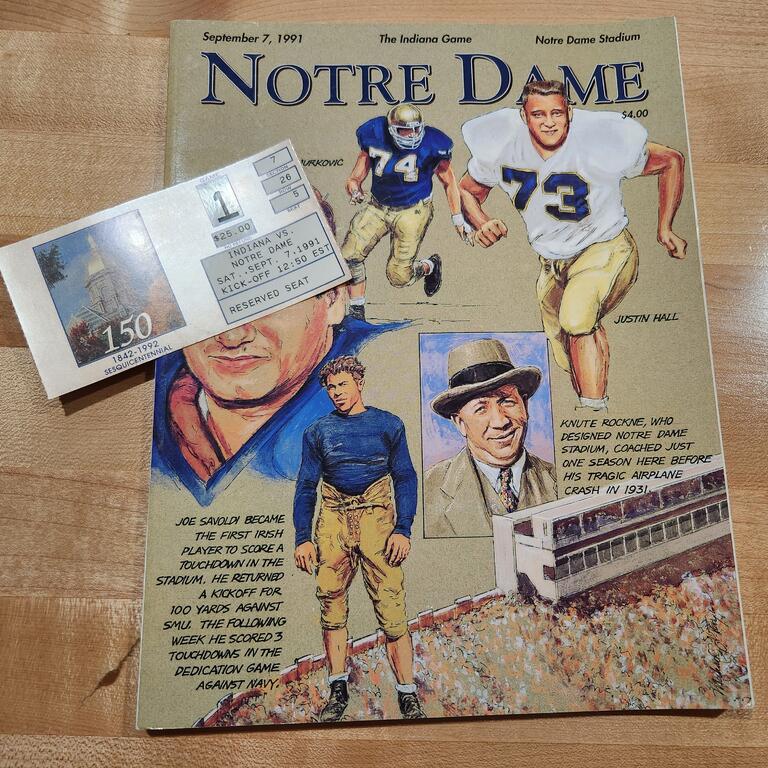 September 7, 1991 The Indiana Game Notre Dame Stadium
NOTRE DAME
$4.00
74
73
JUSTIN HALL
GAME
1
$25.00
7
SECTION
26
ROW
5
SEAT
INDIANA VS.
NOTRE DAME
SAT., SEPT. 7, 1991
KICK-OFF 12:50 EST
RESERVED SEAT
150
1842-1992
SESQUICENTENNIAL
KNUTE ROCKNE, WHO
DESIGNED NOTRE DAME
STADIUM, COACHED JUST
ONE SEASON HERE BEFORE
HIS TRAGIC AIRPLANE
CRASH IN 1931.
JOE SAVOLDI BECAME
THE FIRST IRISH
PLAYER TO SCORE A
TOUCHDOWN IN THE
STADIUM. HE RETURNED
A KICKOFF FOR
100 YARDS AGAINST
SMU. THE FOLLOWING
WEEK HE SCORED 3
TOUCHDOWNS IN THE
DEDICATION GAME
AGAINST NAVY.